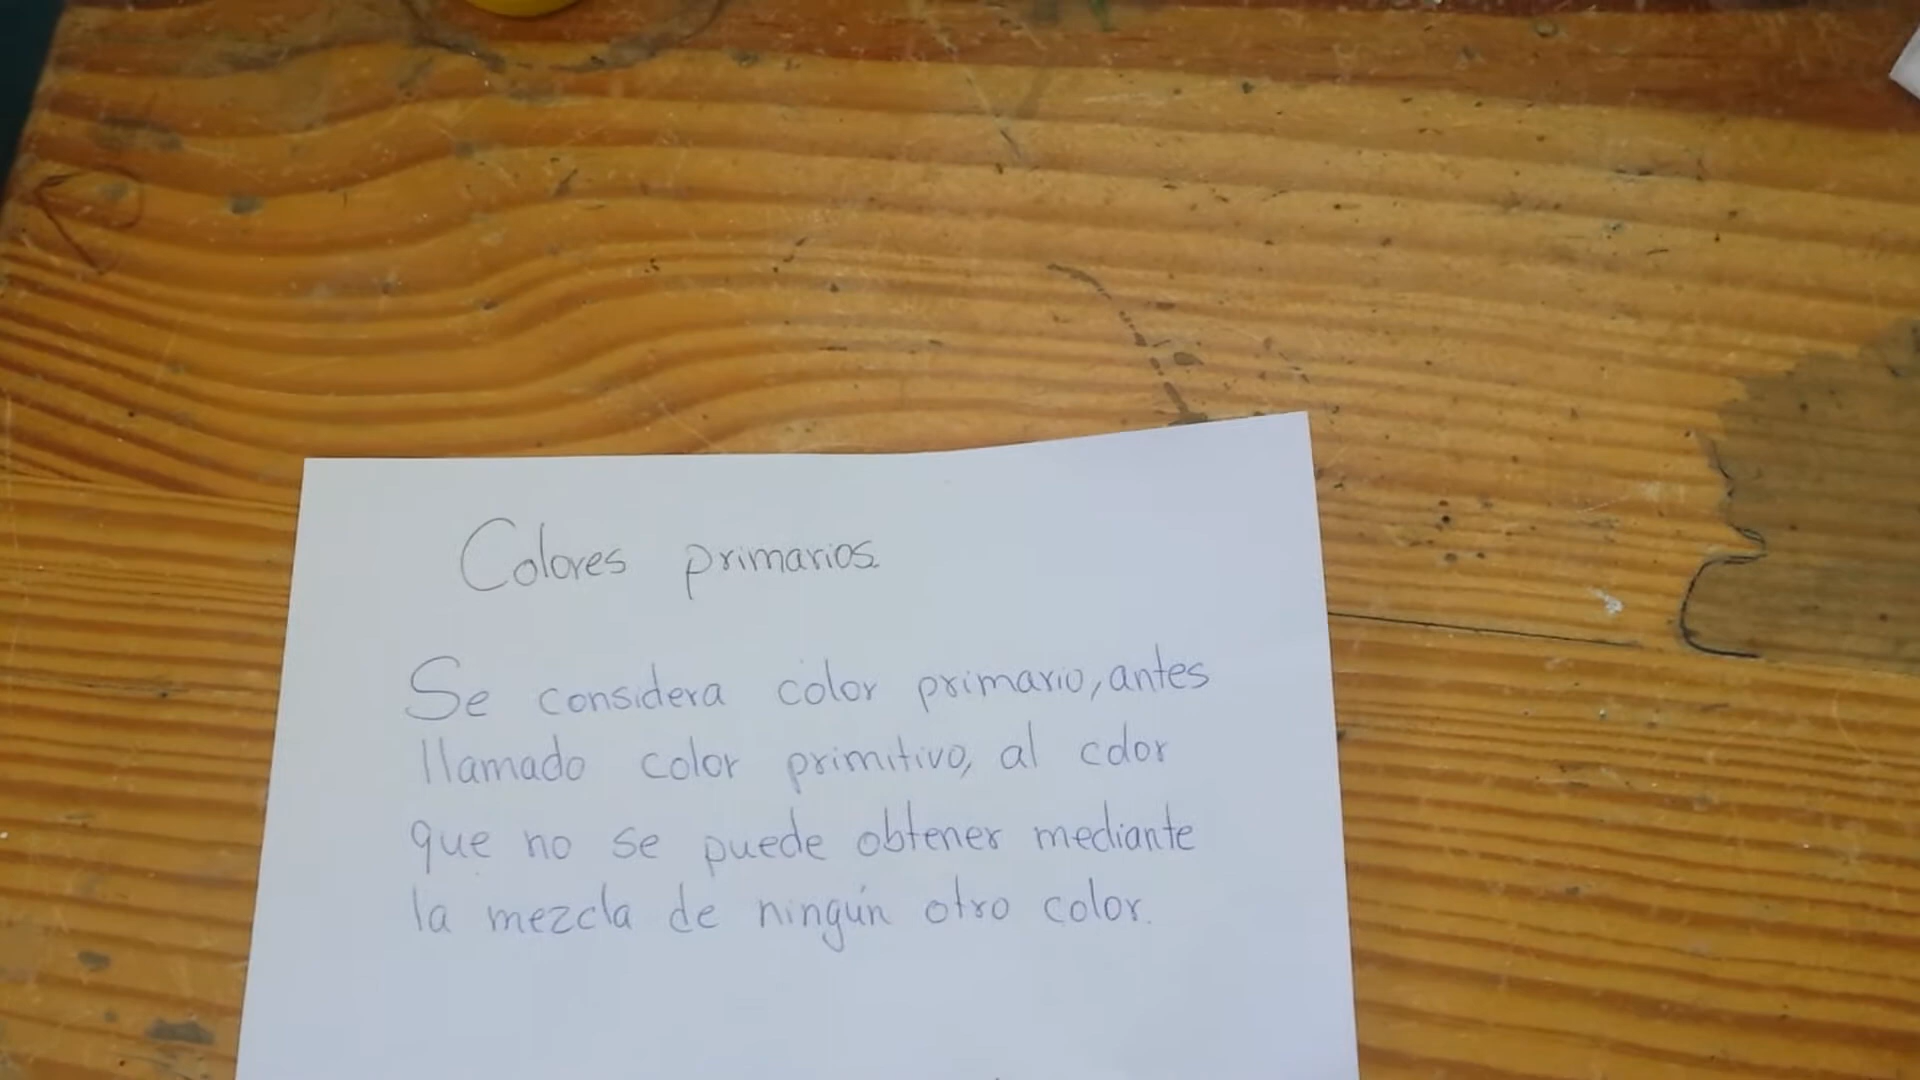 Colores primarios.
Se considera color primario, antes
llamado color primitivo, al color
que no se puede obtener mediante
la mezcla de ningún otro color.